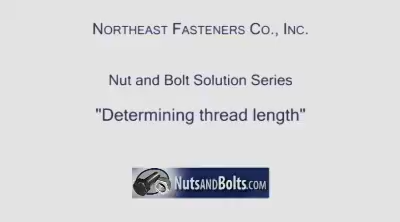 NORTHEAST FASTENERS CO., INC.
Nut and Bolt Solution Series
"Determining thread length"
NUTSANDBOLTS.COM